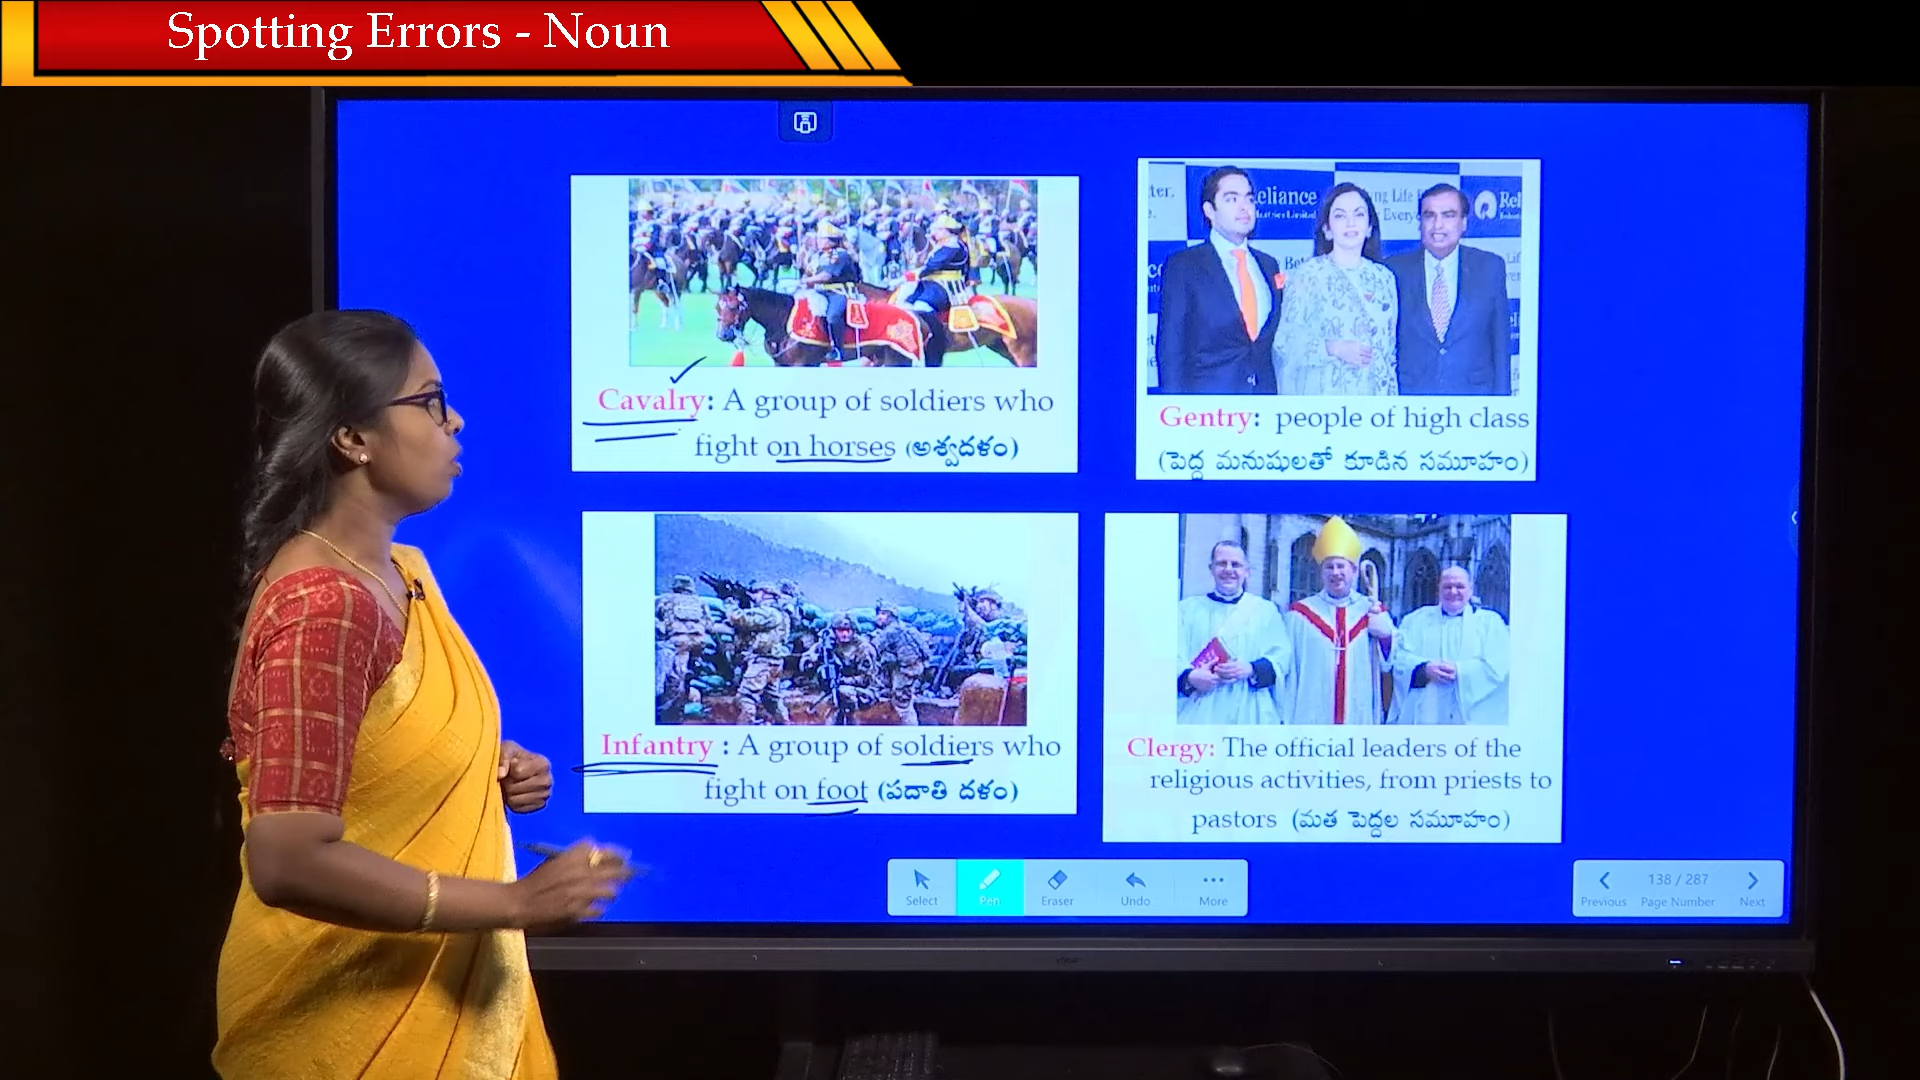 Spotting Errors - Noun
Cavalry: A group of soldiers who
fight on horses (అశ్వదళం)
eliance
Gentry: people of high class
(పెద్ద మనుషులతో కూడిన సమూహం)
Infantry : A group of soldiers who
fight on foot (పదాతి దళం)
Clergy: The official leaders of the
religious activities, from priests to
pastors (మత పెద్దల సమూహం)
Select
Pen
Eraser
Undo
More
138 / 287
Previous Page Number Next